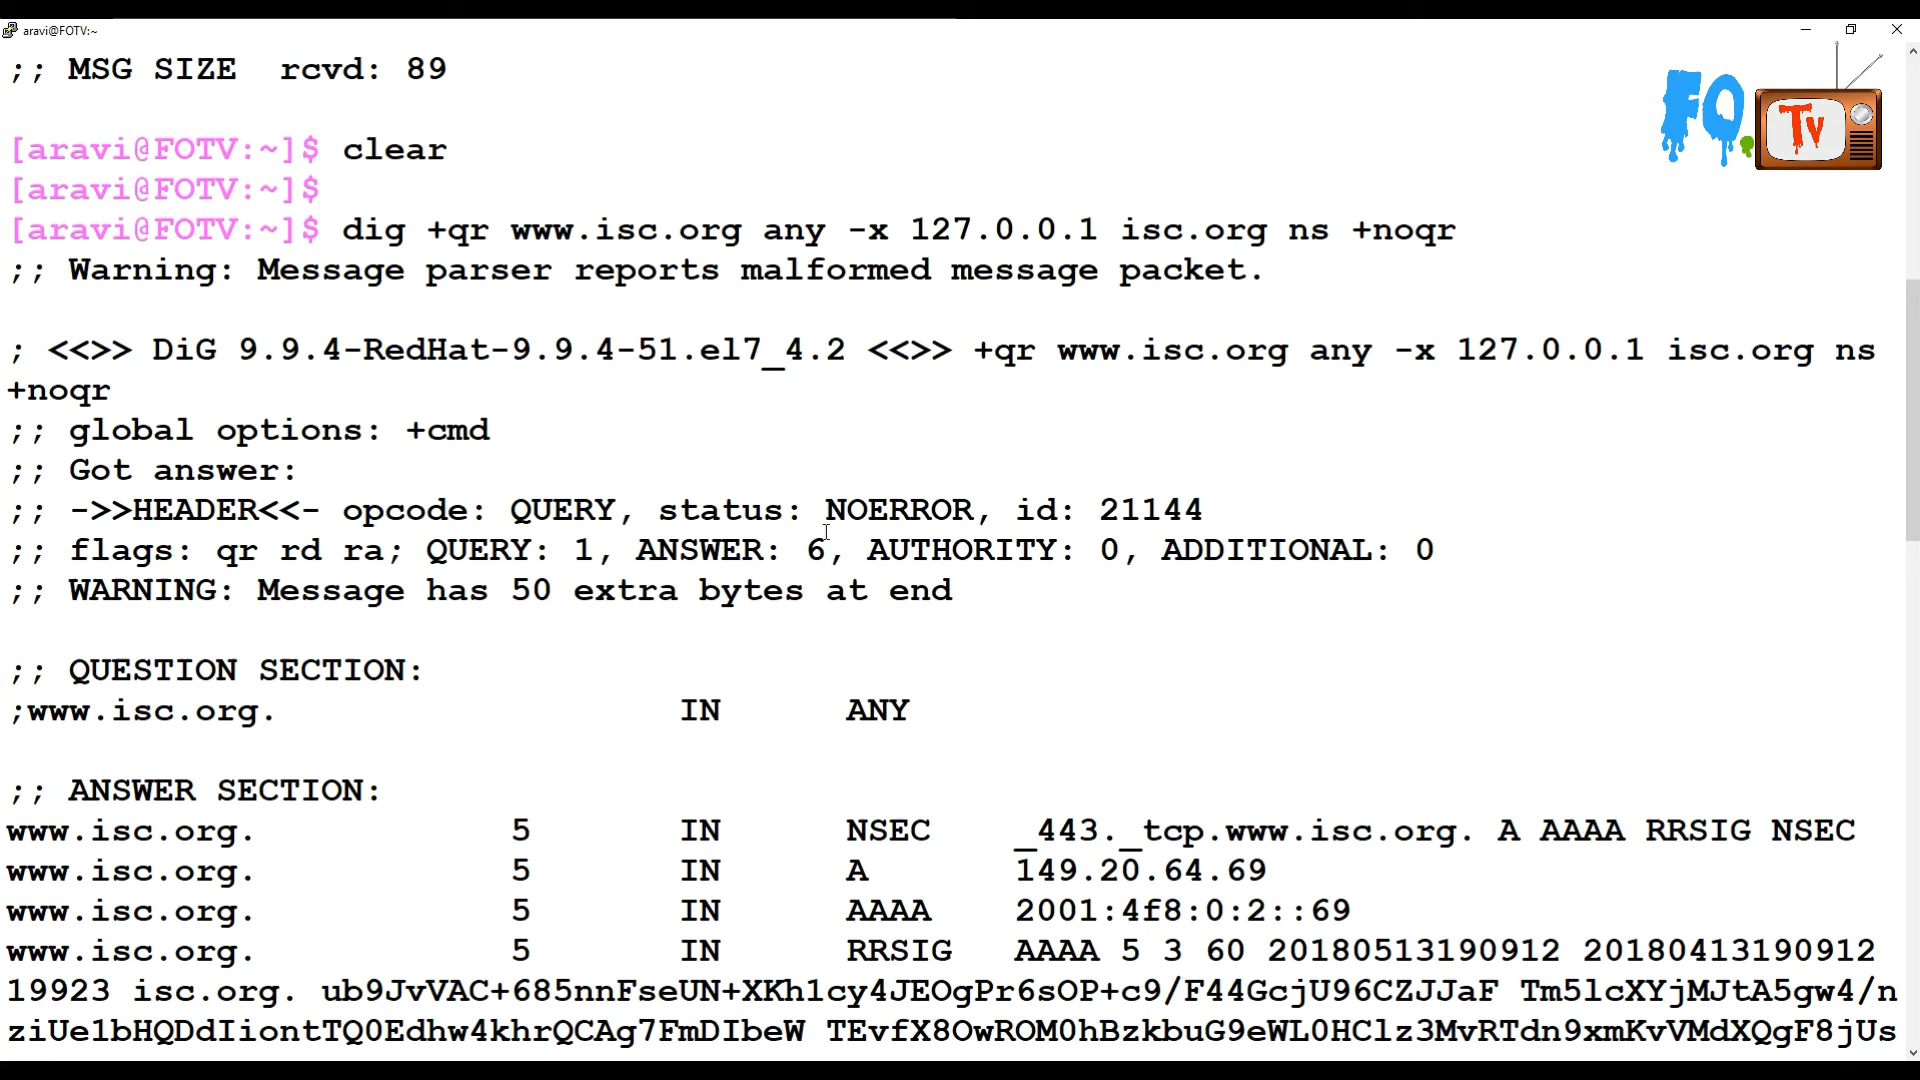 aravi@FOTV:~
;; MSG SIZE  rcvd: 89
FO.
TV
[aravi@FOTV:~]$ clear
[aravi@FOTV:~]$
[aravi@FOTV:~]$ dig +qr www.isc.org any -x 127.0.0.1 isc.org ns +noqr
;; Warning: Message parser reports malformed message packet.
; <<>> DiG 9.9.4-RedHat-9.9.4-51.el7_4.2 <<>> +qr www.isc.org any -x 127.0.0.1 isc.org ns
+noqr
;; global options: +cmd
;; Got answer:
;; ->>HEADER<<- opcode: QUERY, status: NOERROR, id: 21144
;; flags: qr rd ra; QUERY: 1, ANSWER: 6, AUTHORITY: 0, ADDITIONAL: 0
;; WARNING: Message has 50 extra bytes at end
;; QUESTION SECTION:
;www.isc.org. IN ANY
;; ANSWER SECTION:
www.isc.org. 5 IN NSEC _443._tcp.www.isc.org. A AAAA RRSIG NSEC
www.isc.org. 5 IN A 149.20.64.69
www.isc.org. 5 IN AAAA 2001:4f8:0:2::69
www.isc.org. 5 IN RRSIG AAAA 5 3 60 20180513190912 20180413190912
19923 isc.org. ub9JvVAC+685nnFseUN+XKh1cy4JEOgPr6sOP+c9/F44GcjU96CZJJaF Tm5lcXYjMJtA5gw4/n
ziUe1bHQDdIiontTQ0Edhw4khrQCAg7FmDIbeW TEvfX8OwROM0hBzkbuG9eWL0HClz3MvRTdn9xmKvVMdXQgF8jUs